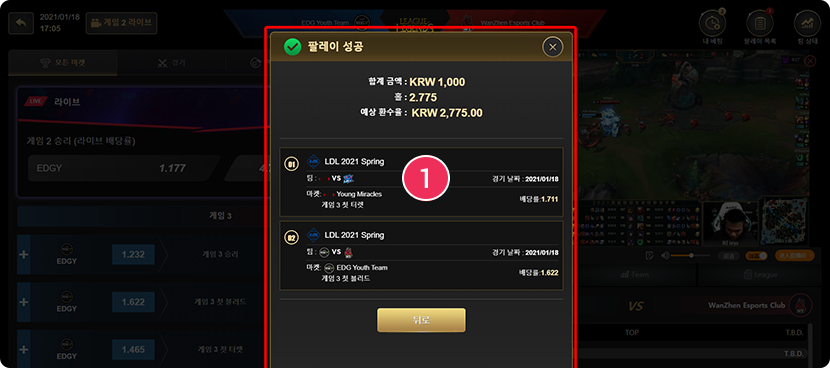 2021/01/18
17:05
게임 2 라이브
EDG Youth Team
LEAGUE
LEGENDS
WanZhen Esports Club
내 베팅
팔레이 목록
팀 상태
모든 마켓
경기
LIVE
라이브
게임 2 승리 (라이브 배당률)
EDGY
1.177
게임 3
EDGY
1.232
게임 3 승리
EDGY
1.622
게임 3 첫 블러드
EDGY
1.465
게임 3 첫 타켓
팔레이 성공
합계 금액 : KRW 1,000
홀 : 2.775
예상 환수율 : KRW 2,775.00
01
LDL 2021 Spring
팀 : VS
경기 날짜 : 2021/01/18
마켓: Young Miracles
게임 3 첫 타렛
배당률:1.711
02
LDL 2021 Spring
팀 : VS
경기 날짜 : 2021/01/18
마켓: EDG Youth Team
게임 3 첫 블러드
배당률:1.622
뒤로
1
Team
League
VS
WanZhen Esports Club
TOP
T.B.D.
T.B.D.